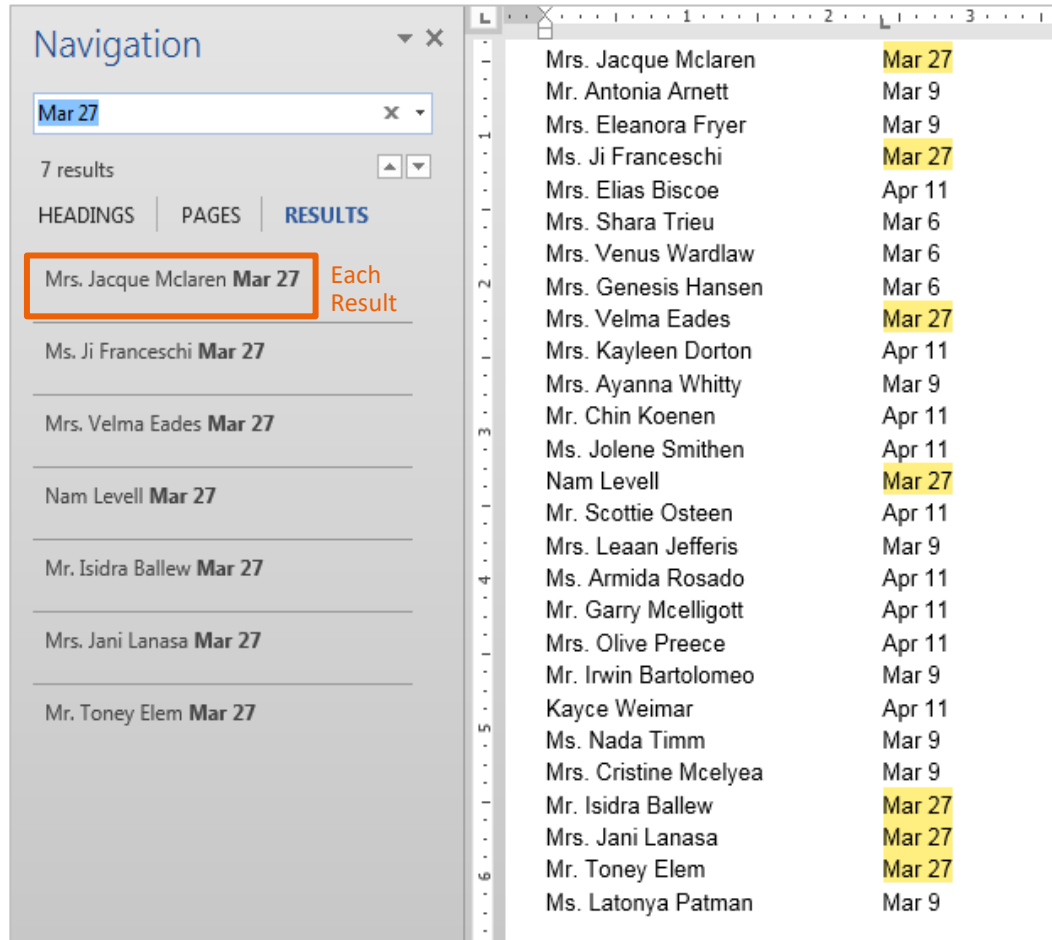 Navigation
Mar 27
7 results
HEADINGS PAGES RESULTS
Mrs. Jacque Mclaren Mar 27
Each
Result
Ms. Ji Franceschi Mar 27
Mrs. Velma Eades Mar 27
Nam Levell Mar 27
Mr. Isidra Ballew Mar 27
Mrs. Jani Lanasa Mar 27
Mr. Toney Elem Mar 27
L 1 2 3
1
2
3
4
5
6
Mrs. Jacque Mclaren Mar 27
Mr. Antonia Arnett Mar 9
Mrs. Eleanora Fryer Mar 9
Ms. Ji Franceschi Mar 27
Mrs. Elias Biscoe Apr 11
Mrs. Shara Trieu Mar 6
Mrs. Venus Wardlaw Mar 6
Mrs. Genesis Hansen Mar 6
Mrs. Velma Eades Mar 27
Mrs. Kayleen Dorton Apr 11
Mrs. Ayanna Whitty Mar 9
Mr. Chin Koenen Apr 11
Ms. Jolene Smithen Apr 11
Nam Levell Mar 27
Mr. Scottie Osteen Apr 11
Mrs. Leaan Jefferis Mar 9
Ms. Armida Rosado Apr 11
Mr. Garry Mcelligott Apr 11
Mrs. Olive Preece Apr 11
Mr. Irwin Bartolomeo Mar 9
Kayce Weimar Apr 11
Ms. Nada Timm Mar 9
Mrs. Cristine Mcelyea Mar 9
Mr. Isidra Ballew Mar 27
Mrs. Jani Lanasa Mar 27
Mr. Toney Elem Mar 27
Ms. Latonya Patman Mar 9